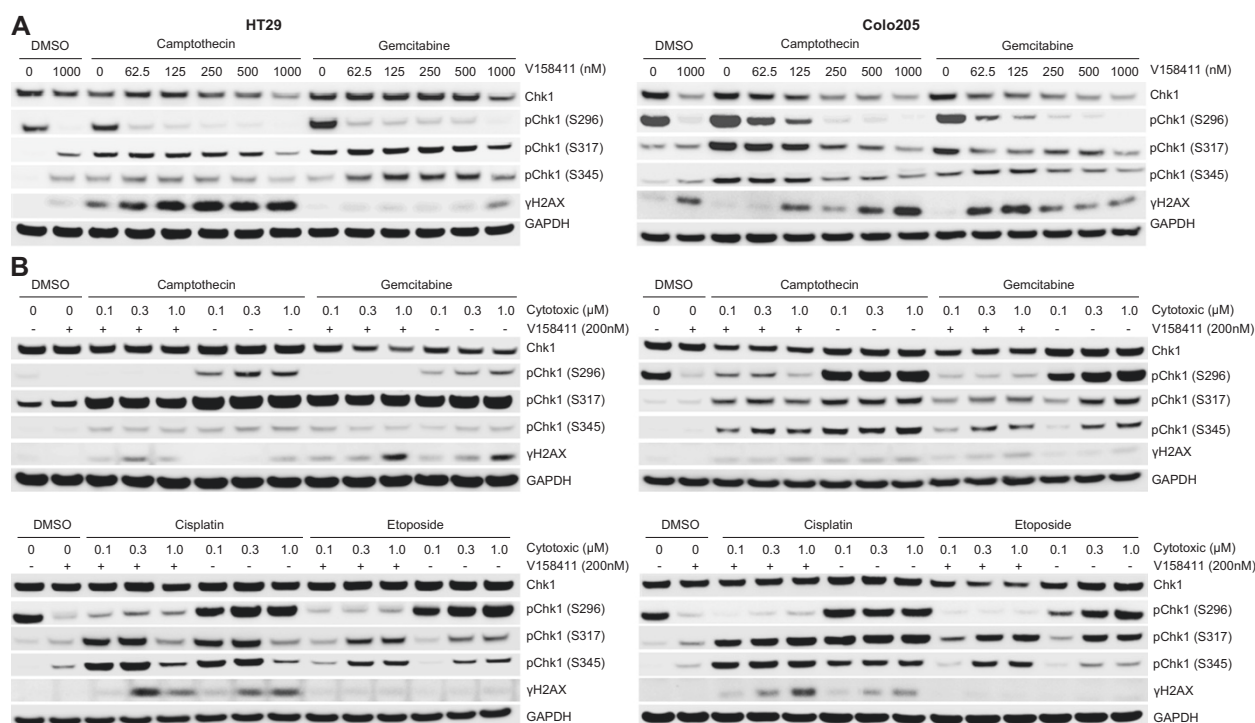 A
HT29
Colo205
DMSO Camptothecin Gemcitabine
0 1000 0 62.5 125 250 500 1000 0 62.5 125 250 500 1000 V158411 (nM)
Chk1
pChk1 (S296)
pChk1 (S317)
pChk1 (S345)
γH2AX
GAPDH
DMSO Camptothecin Gemcitabine
0 1000 0 62.5 125 250 500 1000 0 62.5 125 250 500 1000 V158411 (nM)
Chk1
pChk1 (S296)
pChk1 (S317)
pChk1 (S345)
γH2AX
GAPDH
B
DMSO Camptothecin Gemcitabine
0 0 0.1 0.3 1.0 0.1 0.3 1.0 0.1 0.3 1.0 0.1 0.3 1.0 Cytotoxic (µM)
- + + + + - - - + + + - - - V158411 (200nM)
Chk1
pChk1 (S296)
pChk1 (S317)
pChk1 (S345)
γH2AX
GAPDH
DMSO Camptothecin Gemcitabine
0 0 0.1 0.3 1.0 0.1 0.3 1.0 0.1 0.3 1.0 0.1 0.3 1.0 Cytotoxic (µM)
- + + + + - - - + + + - - - V158411 (200nM)
Chk1
pChk1 (S296)
pChk1 (S317)
pChk1 (S345)
γH2AX
GAPDH
DMSO Cisplatin Etoposide
0 0 0.1 0.3 1.0 0.1 0.3 1.0 0.1 0.3 1.0 0.1 0.3 1.0 Cytotoxic (µM)
- + + + + - - - + + + - - - V158411 (200nM)
Chk1
pChk1 (S296)
pChk1 (S317)
pChk1 (S345)
γH2AX
GAPDH
DMSO Cisplatin Etoposide
0 0 0.1 0.3 1.0 0.1 0.3 1.0 0.1 0.3 1.0 0.1 0.3 1.0 Cytotoxic (µM)
- + + + + - - - + + + - - - V158411 (200nM)
Chk1
pChk1 (S296)
pChk1 (S317)
pChk1 (S345)
γH2AX
GAPDH